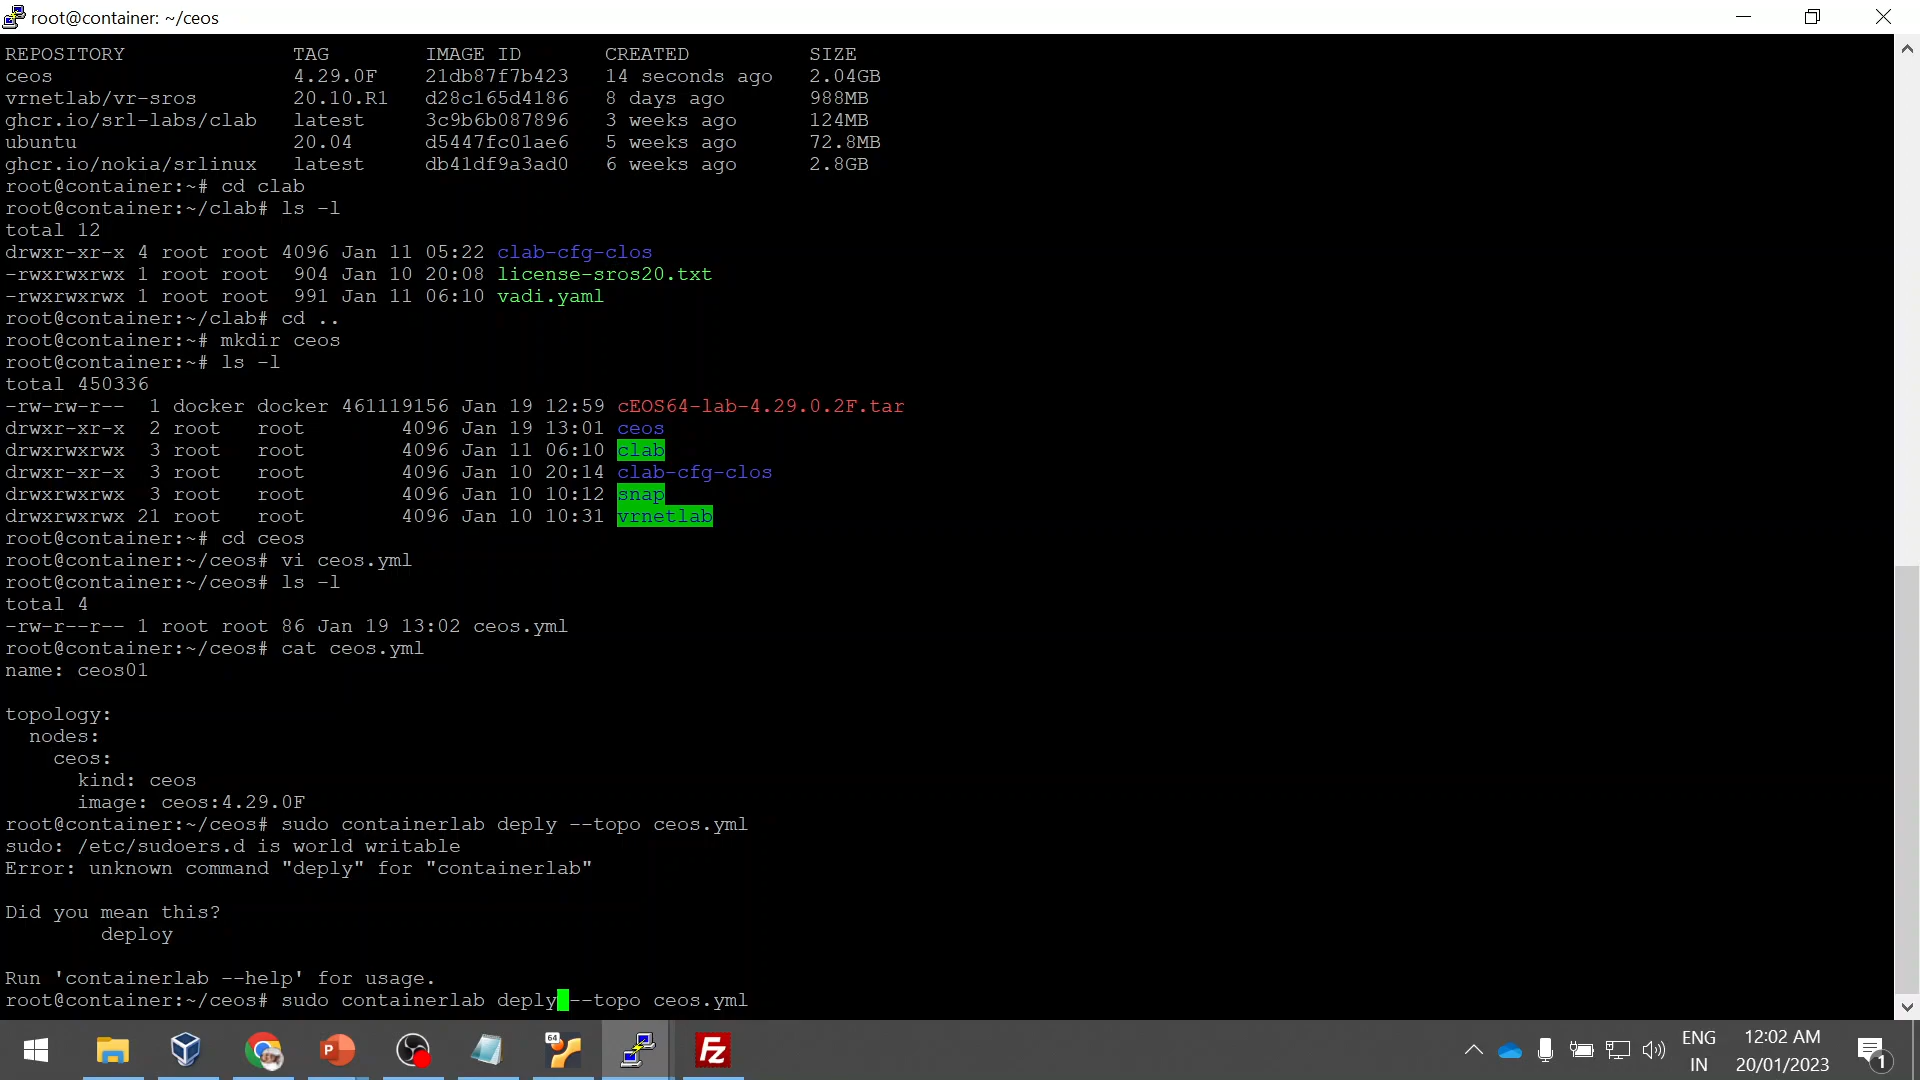 root@container: ~/ceos
REPOSITORY TAG IMAGE ID CREATED SIZE
ceos 4.29.0F 21db87f7b423 14 seconds ago 2.04GB
vrnetlab/vr-sros 20.10.R1 d28c165d4186 8 days ago 988MB
ghcr.io/srl-labs/clab latest 3c9b6b087896 3 weeks ago 124MB
ubuntu 20.04 d5447fc01ae6 5 weeks ago 72.8MB
ghcr.io/nokia/srlinux latest db41df9a3ad0 6 weeks ago 2.8GB
root@container:~# cd clab
root@container:~/clab# ls -l
total 12
drwxr-xr-x 4 root root 4096 Jan 11 05:22 clab-cfg-clos
-rwxrwxrwx 1 root root 904 Jan 10 20:08 license-sros20.txt
-rwxrwxrwx 1 root root 991 Jan 11 06:10 vadi.yaml
root@container:~/clab# cd ..
root@container:~# mkdir ceos
root@container:~# ls -l
total 450336
-rw-rw-r-- 1 docker docker 461119156 Jan 19 12:59 cEOS64-lab-4.29.0.2F.tar
drwxr-xr-x 2 root root 4096 Jan 19 13:01 ceos
drwxrwxrwx 3 root root 4096 Jan 11 06:10 clab
drwxr-xr-x 3 root root 4096 Jan 10 20:14 clab-cfg-clos
drwxrwxrwx 3 root root 4096 Jan 10 10:12 snap
drwxrwxrwx 21 root root 4096 Jan 10 10:31 vrnetlab
root@container:~# cd ceos
root@container:~/ceos# vi ceos.yml
root@container:~/ceos# ls -l
total 4
-rw-r--r-- 1 root root 86 Jan 19 13:02 ceos.yml
root@container:~/ceos# cat ceos.yml
name: ceos01
topology:
nodes:
ceos:
kind: ceos
image: ceos:4.29.0F
root@container:~/ceos# sudo containerlab deply --topo ceos.yml
sudo: /etc/sudoers.d is world writable
Error: unknown command "deply" for "containerlab"
Did you mean this?
deploy
Run 'containerlab --help' for usage.
root@container:~/ceos# sudo containerlab deply --topo ceos.yml
P
64
Fz
ENG
IN
12:02 AM
20/01/2023
1